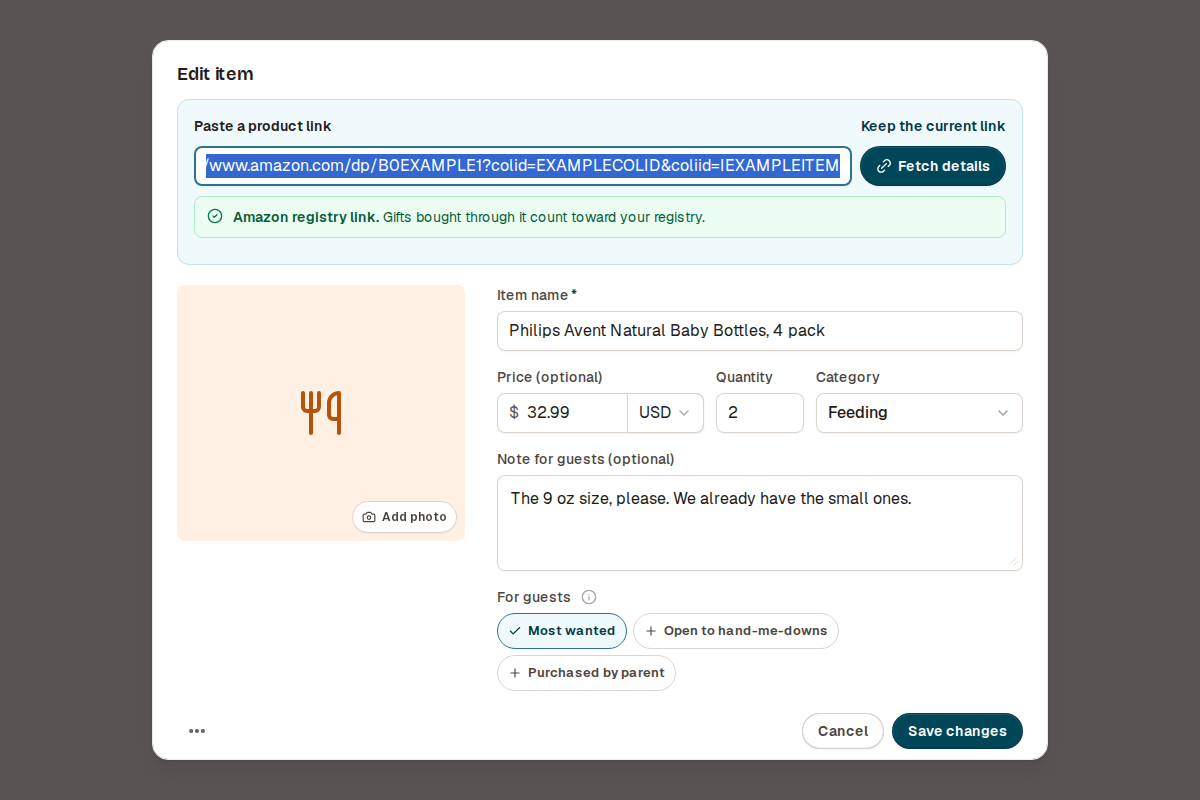 Edit item
Paste a product link
Keep the current link
/www.amazon.com/dp/B0EXAMPLE1?colid=EXAMPLECOLID&coliid=IEXAMPLEITEM
Fetch details
Amazon registry link. Gifts bought through it count toward your registry.
Item name *
Philips Avent Natural Baby Bottles, 4 pack
Price (optional)
Quantity
Category
$ 32.99
USD
2
Feeding
Note for guests (optional)
The 9 oz size, please. We already have the small ones.
Add photo
For guests
Most wanted
Open to hand-me-downs
Purchased by parent
Cancel
Save changes